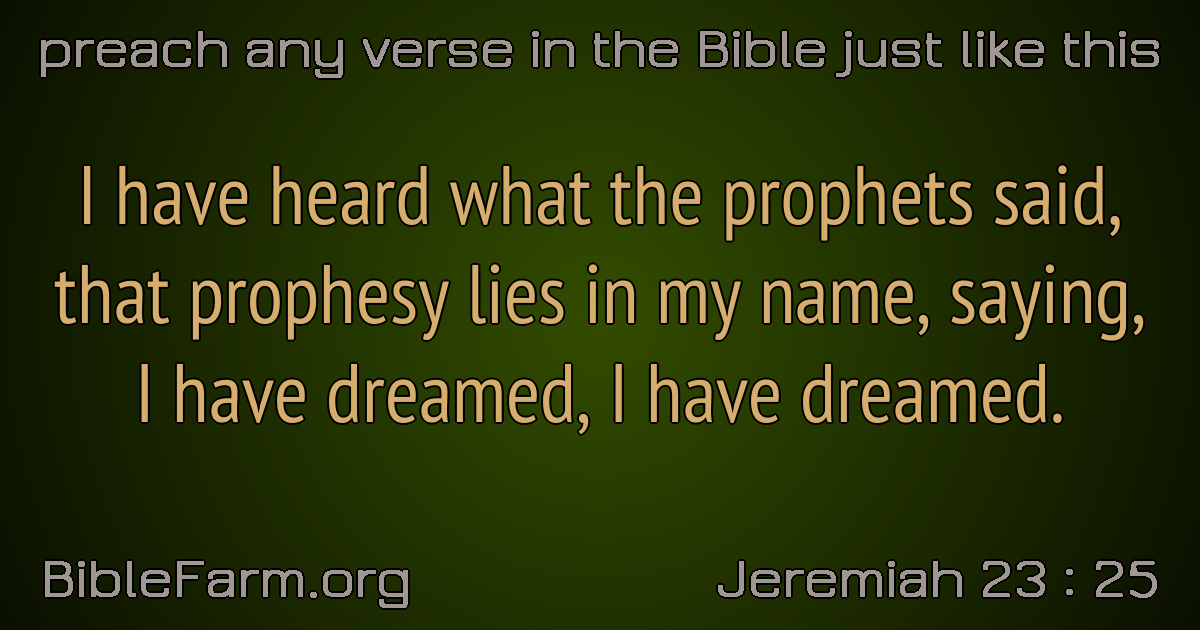 preach any verse in the Bible just like this
I have heard what the prophets said,
that prophesy lies in my name, saying,
I have dreamed, I have dreamed.
BibleFarm.org
Jeremiah 23 : 25